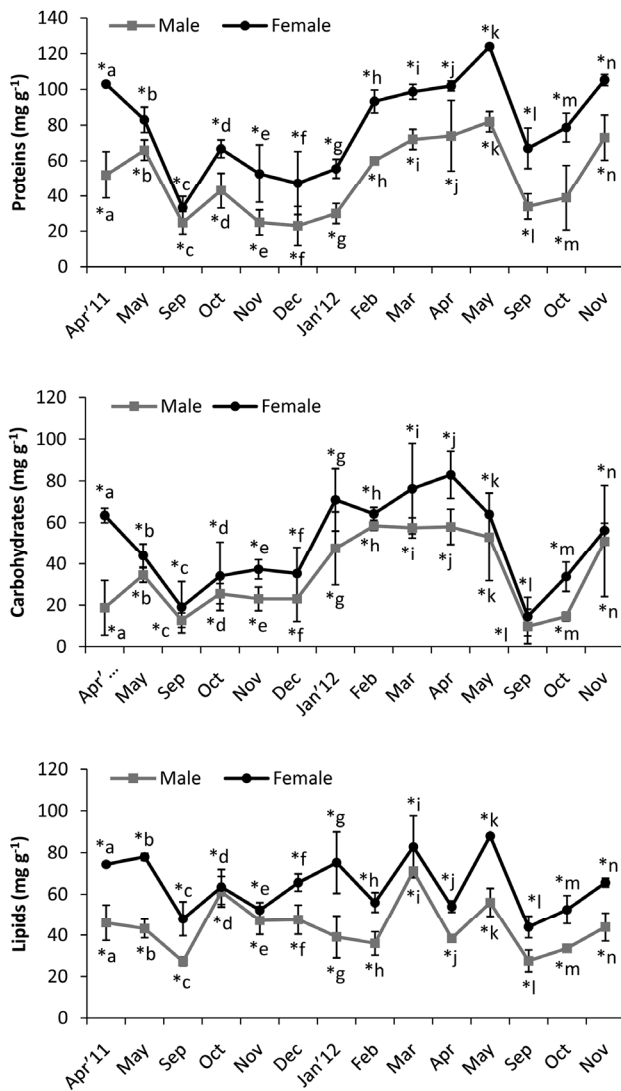 Male Female
Proteins (mg g-1)
140
120
100
80
60
40
20
0
*a *b *c *d *e *f *g *h *i *j *k *l *m *n
*a *b *c *d *e *f *g *h *i *j *k *l *m *n
Apr'11 May Sep Oct Nov Dec Jan'12 Feb Mar Apr May Sep Oct Nov
Male Female
Carbohydrates (mg g-1)
120
100
80
60
40
20
0
*a *b *c *d *e *f *g *h *i *j *k *l *m *n
*a *b *c *d *e *f *g *h *i *j *k *l *m *n
Apr' ... May Sep Oct Nov Dec Jan'12 Feb Mar Apr May Sep Oct Nov
Male Female
Lipids (mg g-1)
120
100
80
60
40
20
0
*a *b *c *d *e *f *g *h *i *j *k *l *m *n
*a *b *c *d *e *f *g *h *i *j *k *l *m *n
Apr'11 May Sep Oct Nov Dec Jan'12 Feb Mar Apr May Sep Oct Nov